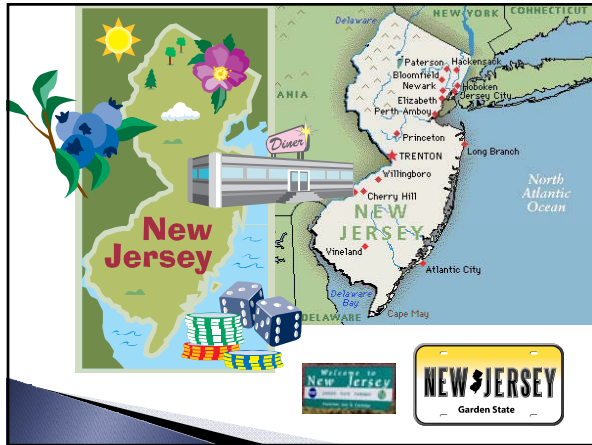 Diner
New
Jersey
Delaware
NEW YORK
CONNECTICUT
Paterson
Hackensack
Bloomfield
Newark
Hoboken
Jersey City
Elizabeth
Perth Amboy
ANIA
Princeton
TRENTON
Long Branch
Willingboro
Cherry Hill
North
Atlantic
Ocean
NEW
JERSEY
Vineland
Atlantic City
Delaware
Bay
DELAWARE
Cape May
Welcome to
New Jersey
NEW JERSEY
Garden State